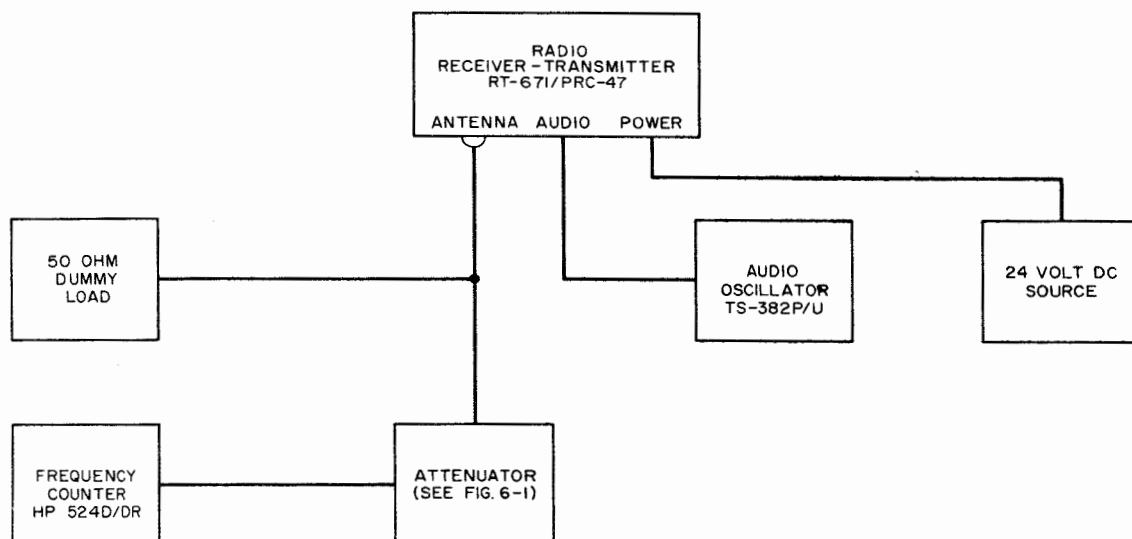 RADIO
RECEIVER-TRANSMITTER
RT-671/PRC-47
ANTENNA AUDIO POWER
50 OHM
DUMMY
LOAD
AUDIO
OSCILLATOR
TS-382P/U
24 VOLT DC
SOURCE
FREQUENCY
COUNTER
HP 524D/DR
ATTENUATOR
(SEE FIG. 6-1)